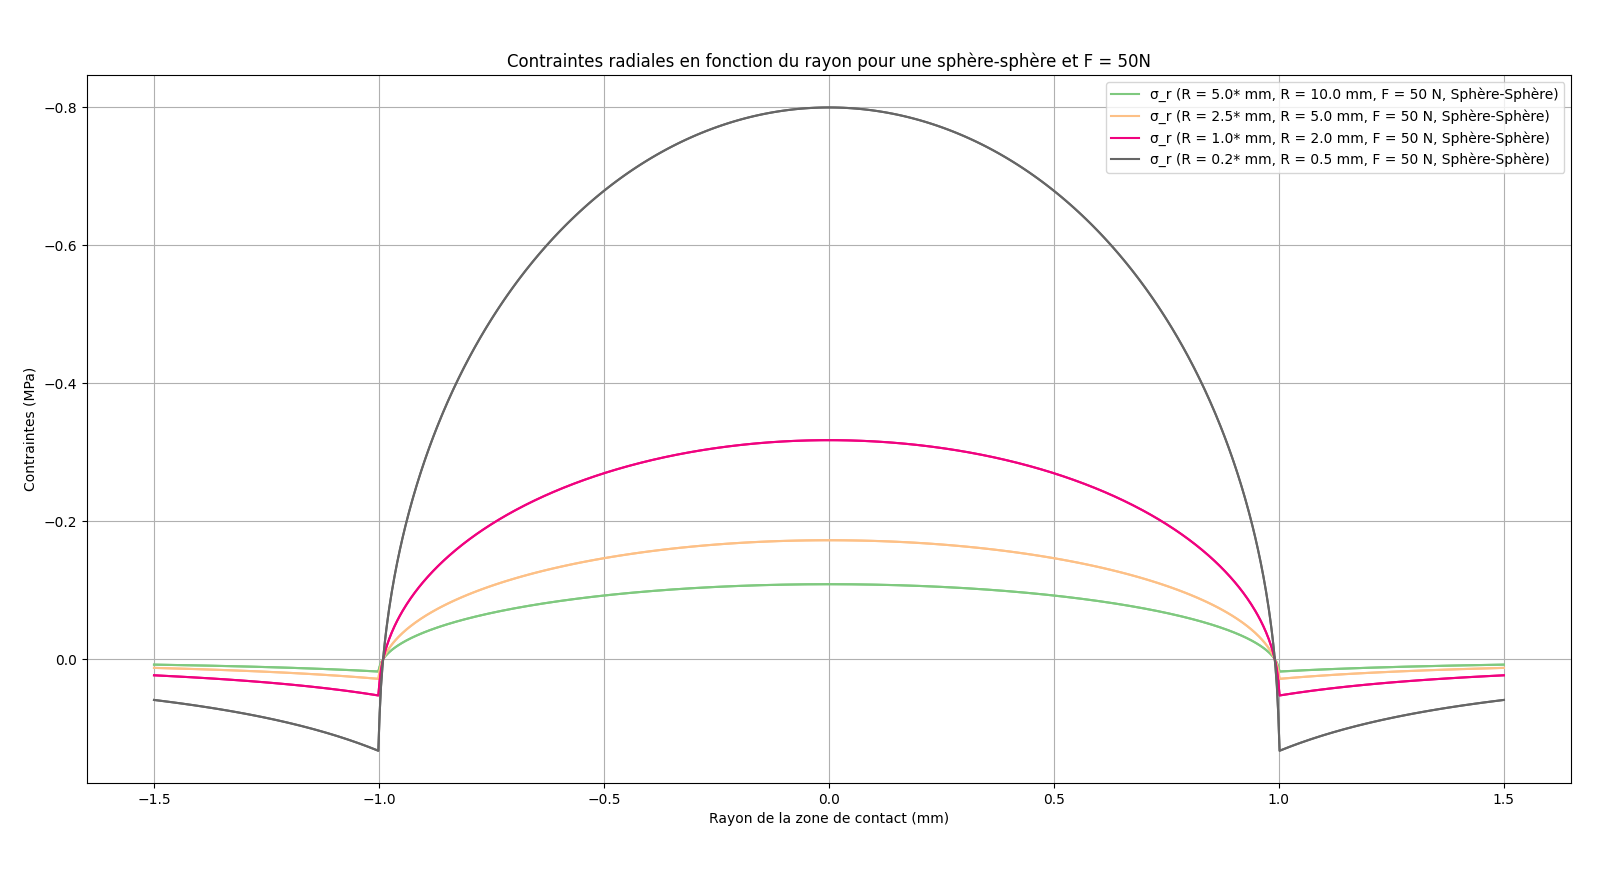 Contraintes radiales en fonction du rayon pour une sphère-sphère et F = 50N
σ_r (R = 5.0* mm, R = 10.0 mm, F = 50 N, Sphère-Sphère)
σ_r (R = 2.5* mm, R = 5.0 mm, F = 50 N, Sphère-Sphère)
σ_r (R = 1.0* mm, R = 2.0 mm, F = 50 N, Sphère-Sphère)
σ_r (R = 0.2* mm, R = 0.5 mm, F = 50 N, Sphère-Sphère)
Contraintes (MPa)
−0.8
−0.6
−0.4
−0.2
0.0
−1.5 −1.0 −0.5 0.0 0.5 1.0 1.5
Rayon de la zone de contact (mm)